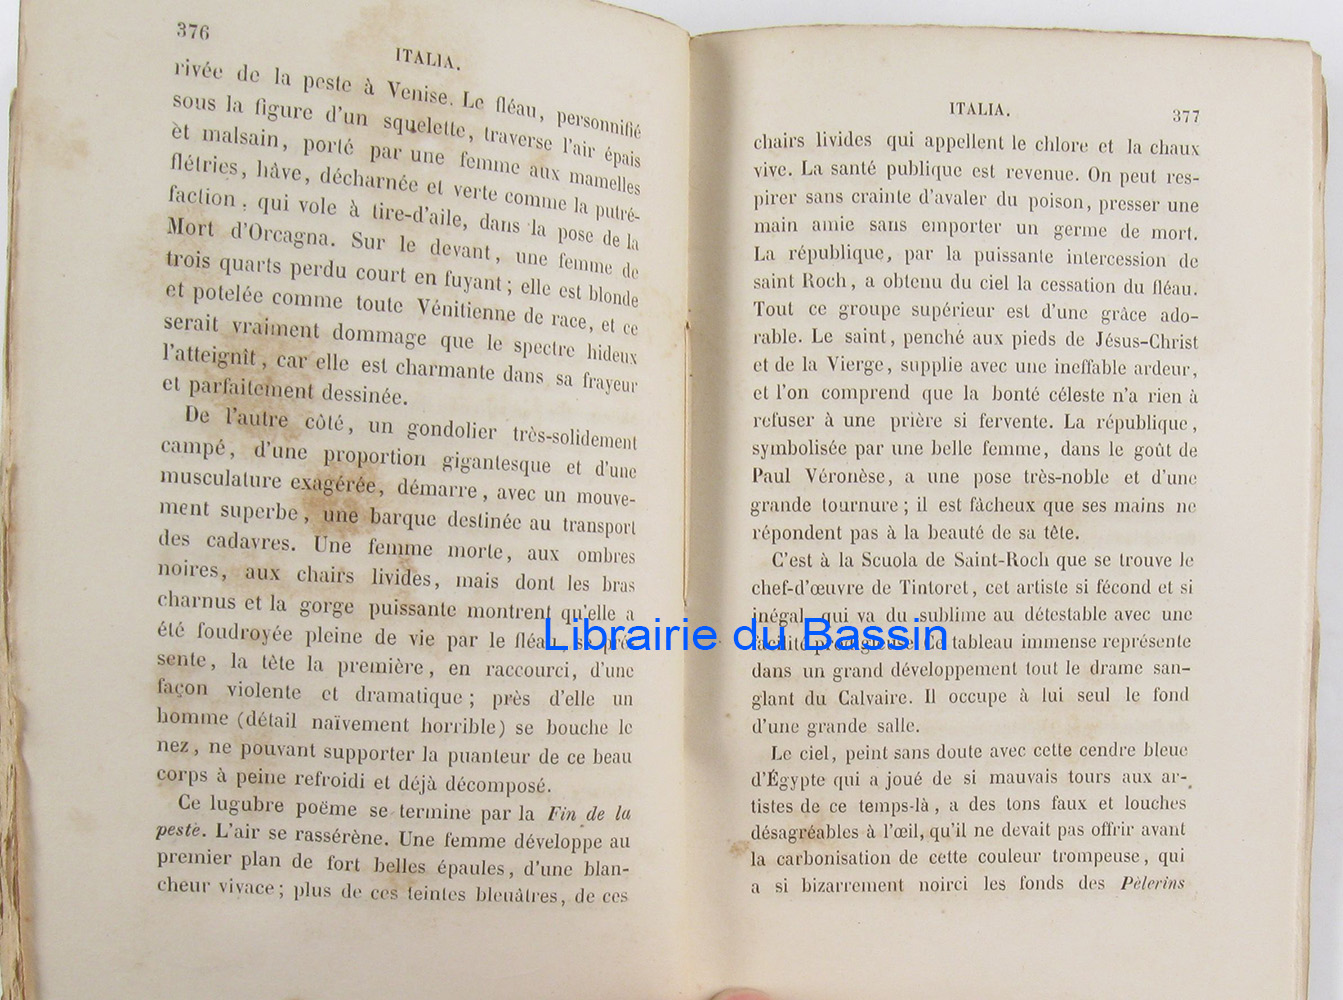 376
ITALIA.
rivée de la peste à Venise. Le fléau, personnifié
sous la figure d'un squelette, traverse l'air épais
et malsain, porté par une femme aux mamelles
flétries, hâve, décharnée et verte comme la putré-
faction, qui vole à tire-d'aile, dans la pose de la
Mort d'Orcagna. Sur le devant, une femme de
trois quarts perdu court en fuyant; elle est blonde
et potelée comme toute Vénitienne de race, et ce
serait vraiment dommage que le spectre hideux
l'atteignît, car elle est charmante dans sa frayeur
et parfaitement dessinée.
De l'autre côté, un gondolier très-solidement
campé, d'une proportion gigantesque et d'une
musculature exagérée, démarre, avec un mouve-
ment superbe, une barque destinée au transport
des cadavres. Une femme morte, aux ombres
noires, aux chairs livides, mais dont les bras
charnus et la gorge puissante montrent qu'elle a
été foudroyée pleine de vie par le fléau, se pré-
sente, la tête la première, en raccourci, d'une
façon violente et dramatique; près d'elle un
homme (détail naïvement horrible) se bouche le
nez, ne pouvant supporter la puanteur de ce beau
corps à peine refroidi et déjà décomposé.
Ce lugubre poëme se termine par la Fin de la
peste. L'air se rassérène. Une femme développe au
premier plan de fort belles épaules, d'une blan-
cheur vivace; plus de ces teintes bleuâtres, de ces
ITALIA.
377
chairs livides qui appellent le chlore et la chaux
vive. La santé publique est revenue. On peut res-
pirer sans crainte d'avaler du poison, presser une
main amie sans emporter un germe de mort.
La république, par la puissante intercession de
saint Roch, a obtenu du ciel la cessation du fléau.
Tout ce groupe supérieur est d'une grâce ado-
rable. Le saint, penché aux pieds de Jésus-Christ
et de la Vierge, supplie avec une ineffable ardeur,
et l'on comprend que la bonté céleste n'a rien à
refuser à une prière si fervente. La république,
symbolisée par une belle femme, dans le goût de
Paul Véronèse, a une pose très-noble et d'une
grande tournure; il est fâcheux que ses mains ne
répondent pas à la beauté de sa tête.
C'est à la Scuola de Saint-Roch que se trouve le
chef-d'œuvre de Tintoret, cet artiste si fécond et si
inégal, qui va du sublime au détestable avec une
facilité prodigieuse. Ce tableau immense représente
dans un grand développement tout le drame san-
glant du Calvaire. Il occupe à lui seul le fond
d'une grande salle.
Le ciel, peint sans doute avec cette cendre bleue
d'Égypte qui a joué de si mauvais tours aux ar-
tistes de ce temps-là, a des tons faux et louches
désagréables à l'œil, qu'il ne devait pas offrir avant
la carbonisation de cette couleur trompeuse, qui
a si bizarrement noirci les fonds des Pèlerins
Librairie du Bassin